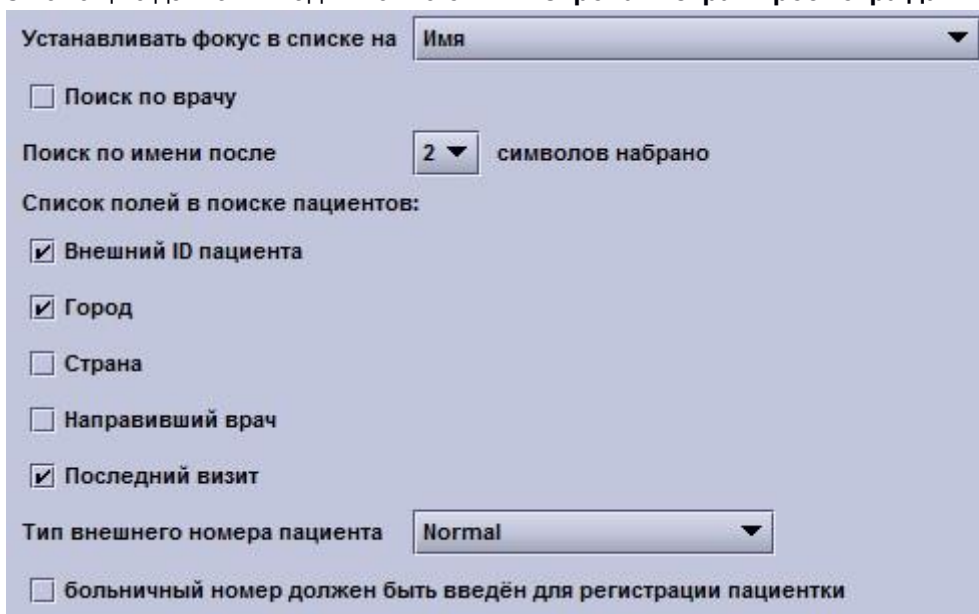 Устанавливать фокус в списке на Имя
Поиск по врачу
Поиск по имени после 2 символов набрано
Список полей в поиске пациентов:
Внешний ID пациента
Город
Страна
Направивший врач
Последний визит
Тип внешнего номера пациента Normal
больничный номер должен быть введён для регистрации пациентки